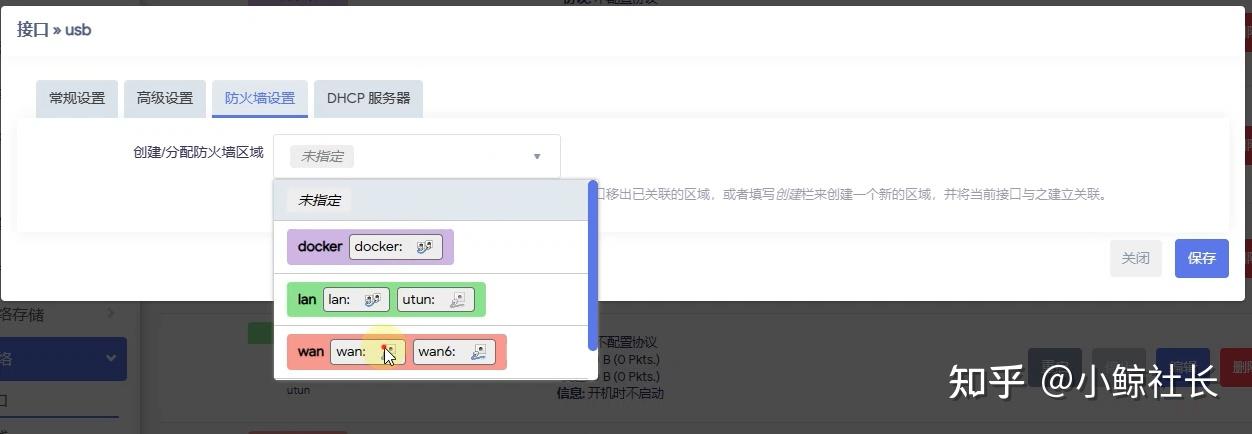 接口 » usb
常规设置 高级设置 防火墙设置 DHCP 服务器
创建/分配防火墙区域 未指定
口移出已关联的区域，或者填写创建栏来创建一个新的区域，并将当前接口与之建立关联。
未指定
docker docker:
关闭 保存
lan lan: utun:
络存储
wan wan: wan6:
不配置协议
络
B (0 Pkts.)
编辑
B (0 Pkts.)
utun
信息: 开机时不启动
口
知乎 @小鲸社长